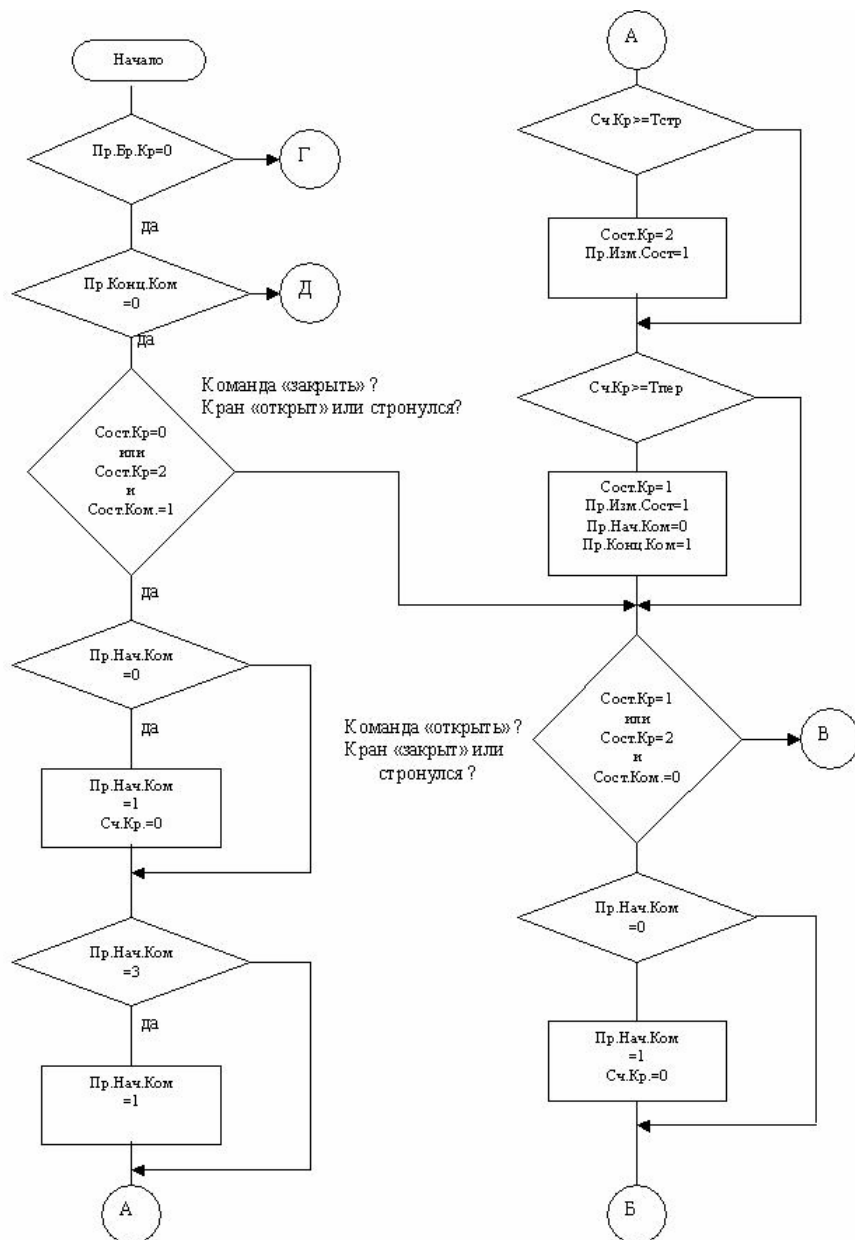 Начало
Пр.Бр.Кр=0
Г
да
Пр.Конц.Ком
=0
Д
да
Команда «закрыть» ?
Кран «открыт» или стронулся?
Сост.Кр=0
или
Сост.Кр=2
и
Сост.Ком.=1
да
Пр.Нач.Ком
=0
да
Пр.Нач.Ком
=1
Сч.Кр.=0
Пр.Нач.Ком
=3
да
Пр.Нач.Ком
=1
А
А
Сч.Кр>=Тстр
Сост.Кр=2
Пр.Изм.Сост=1
Сч.Кр>=Тпер
Сост.Кр=1
Пр.Изм.Сост=1
Пр.Нач.Ком=0
Пр.Конц.Ком=1
Команда «открыть» ?
Кран «закрыт» или
стронулся ?
Сост.Кр=1
или
Сост.Кр=2
и
Сост.Ком.=0
В
Пр.Нач.Ком
=0
Пр.Нач.Ком
=1
Сч.Кр.=0
Б